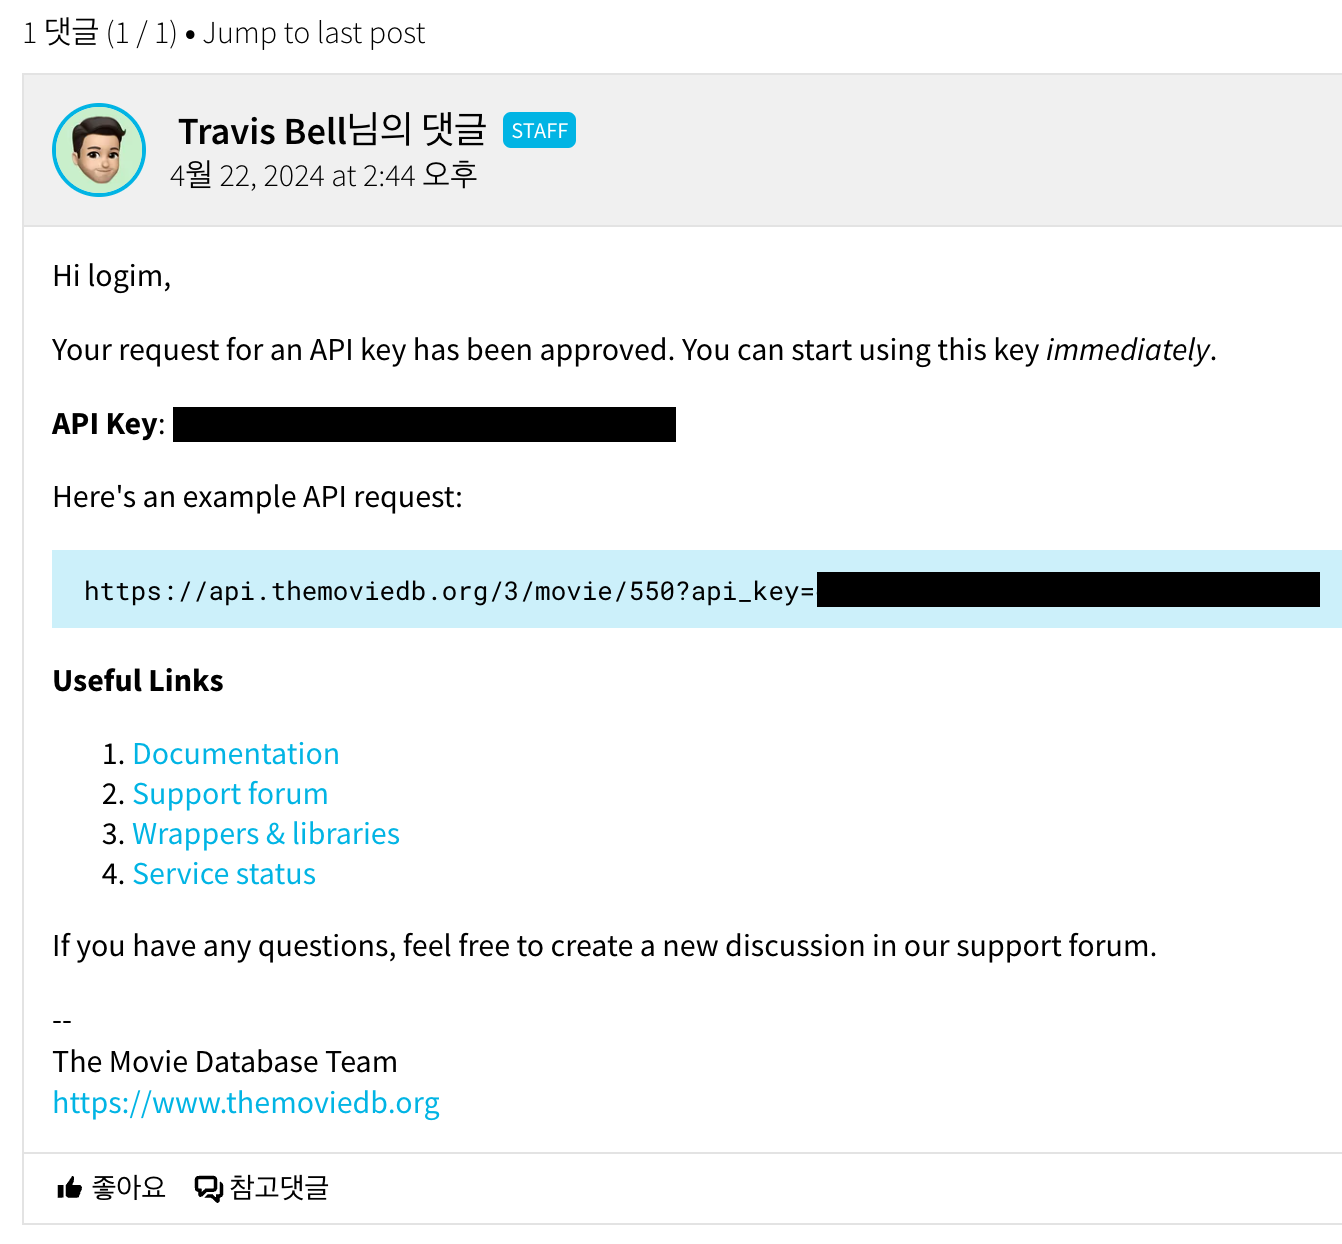 1 댓글 (1 / 1) • Jump to last post
Travis Bell님의 댓글 STAFF
4월 22, 2024 at 2:44 오후
Hi logim,
Your request for an API key has been approved. You can start using this key immediately.
API Key:
Here's an example API request:
https://api.themoviedb.org/3/movie/550?api_key=
Useful Links
1. Documentation
2. Support forum
3. Wrappers & libraries
4. Service status
If you have any questions, feel free to create a new discussion in our support forum.
--
The Movie Database Team
https://www.themoviedb.org
좋아요 참고댓글